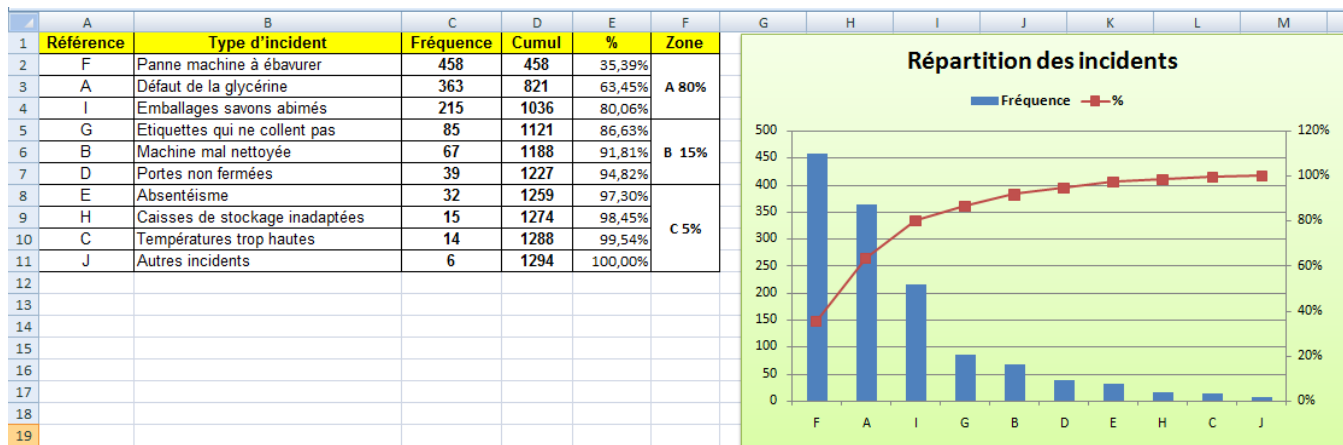 A B C D E F G H I J K L M
1 Référence Type d’incident Fréquence Cumul % Zone
2 F Panne machine à ébavurer 458 458 35,39%
3 A Défaut de la glycérine 363 821 63,45% A 80%
4 I Emballages savons abimés 215 1036 80,06%
5 G Etiquettes qui ne collent pas 85 1121 86,63%
6 B Machine mal nettoyée 67 1188 91,81% B 15%
7 D Portes non fermées 39 1227 94,82%
8 E Absentéisme 32 1259 97,30%
9 H Caisses de stockage inadaptées 15 1274 98,45%
C 5%
10 C Températures trop hautes 14 1288 99,54%
11 J Autres incidents 6 1294 100,00%
12
13
14
15
16
17
18
19
Répartition des incidents
Fréquence %
500 120%
450
400 100%
350
300 80%
250 60%
200
150 40%
100
50 20%
0 0%
F A I G B D E H C J